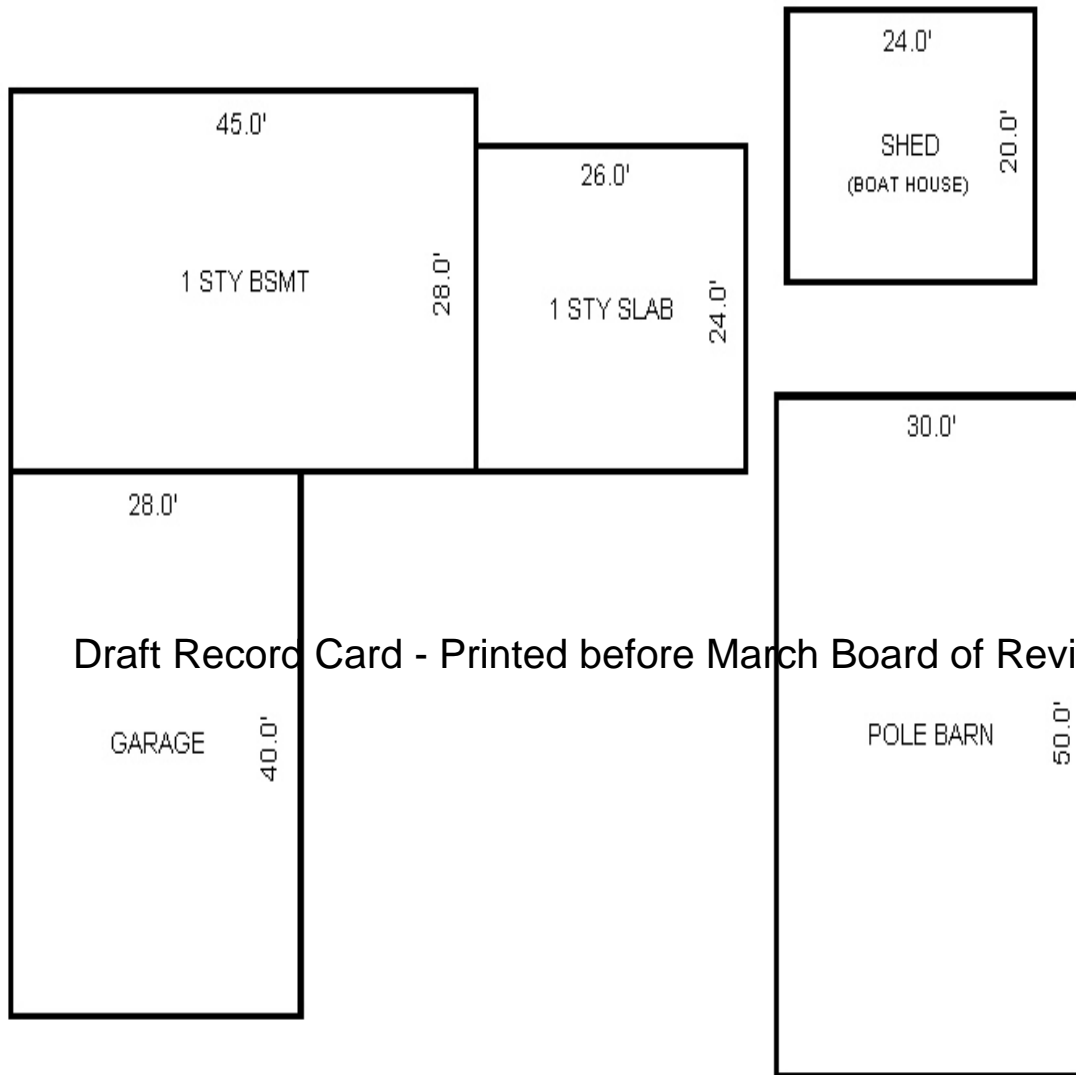 24.0'
SHED
(BOAT HOUSE)
20.0'
45.0'
1 STY BSMT
28.0'
26.0'
1 STY SLAB
24.0'
30.0'
28.0'
Draft Record Card - Printed before March Board of Revi
GARAGE
40.0'
POLE BARN
50.0'